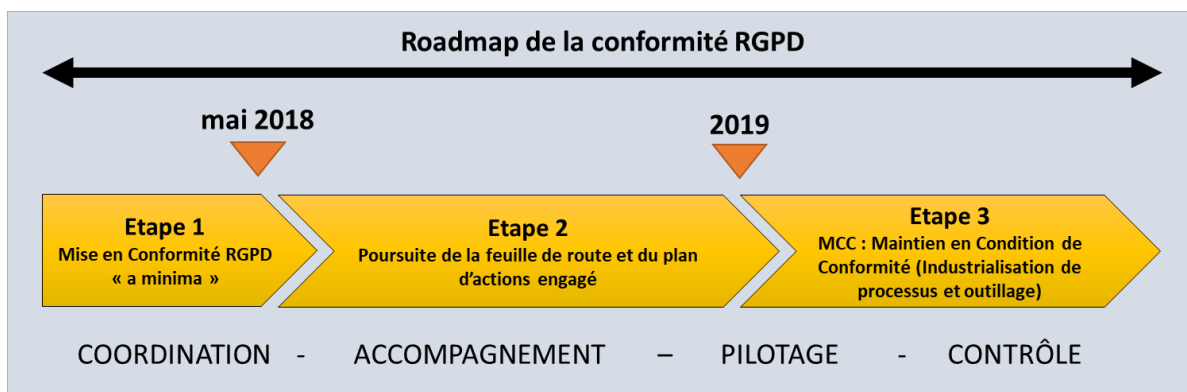 Roadmap de la conformité RGPD
mai 2018
2019
Etape 1
Mise en Conformité RGPD
« a minima »
Etape 2
Poursuite de la feuille de route et du plan
d’actions engagé
Etape 3
MCC : Maintien en Condition de
Conformité (Industrialisation de
processus et outillage)
COORDINATION - ACCOMPAGNEMENT – PILOTAGE - CONTRÔLE